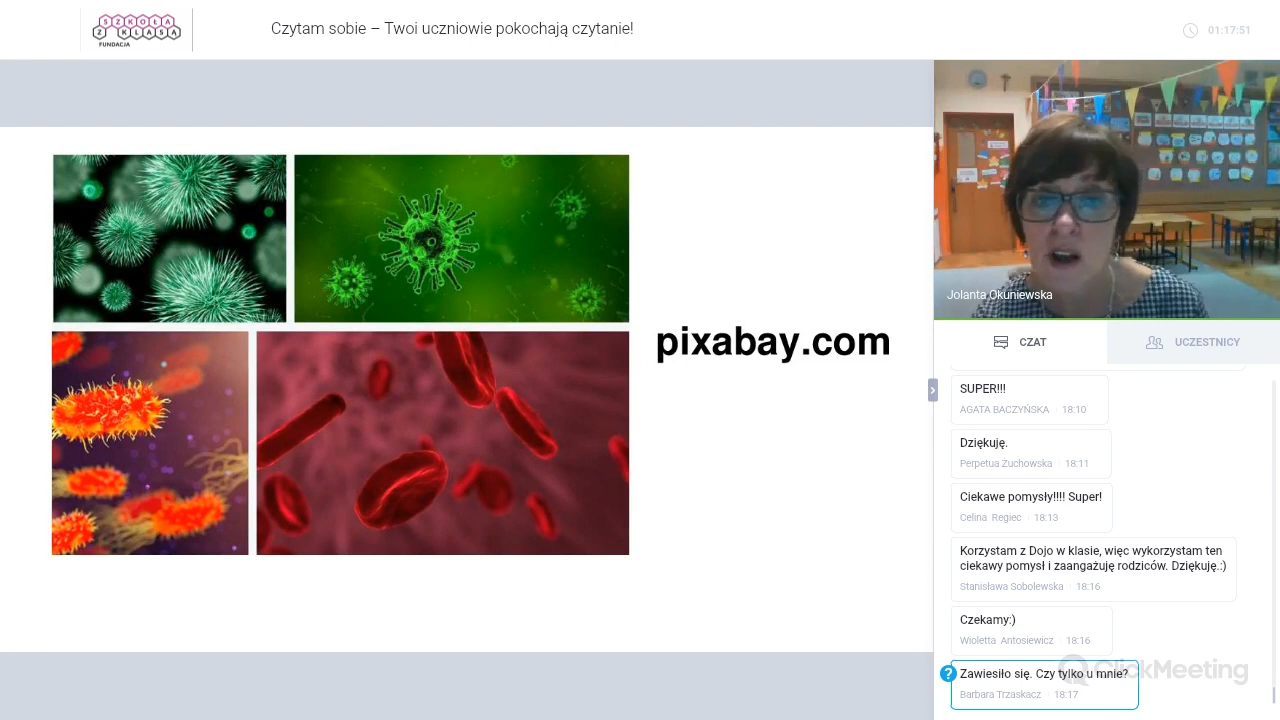 SZKOŁA
Z KLASĄ
FUNDACJA
Czytam sobie – Twoi uczniowie pokochają czytanie!
01:17:51
pixabay.com
Jolanta Okuniewska
CZAT
UCZESTNICY
SUPER!!!
AGATA BACZYŃSKA · 18:10
Dziękuję.
Perpetua Żuchowska · 18:11
Ciekawe pomysły!!!! Super!
Celina Regiec · 18:13
Korzystam z Dojo w klasie, więc wykorzystam ten
ciekawy pomysł i zaangażuję rodziców. Dziękuję.:)
Stanisława Sobolewska · 18:16
Czekamy:)
Wioletta Antosiewicz · 18:16
ClickMeeting
? Zawiesiło się. Czy tylko u mnie?
Barbara Trzaskacz · 18:17